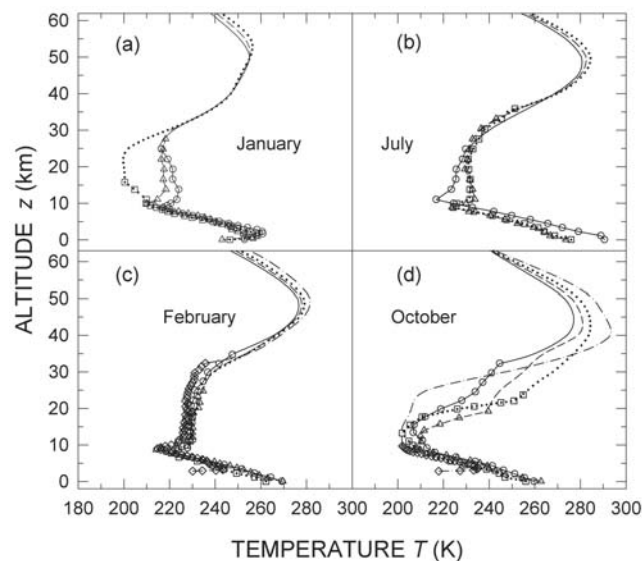 60
50
40
30
20
10
0
(a)
January
(b)
July
60
50
40
30
20
10
0
(c)
February
(d)
October
180 200 220 240 260 280 300 200 220 240 260 280 300
ALTITUDE z (km)
TEMPERATURE T (K)